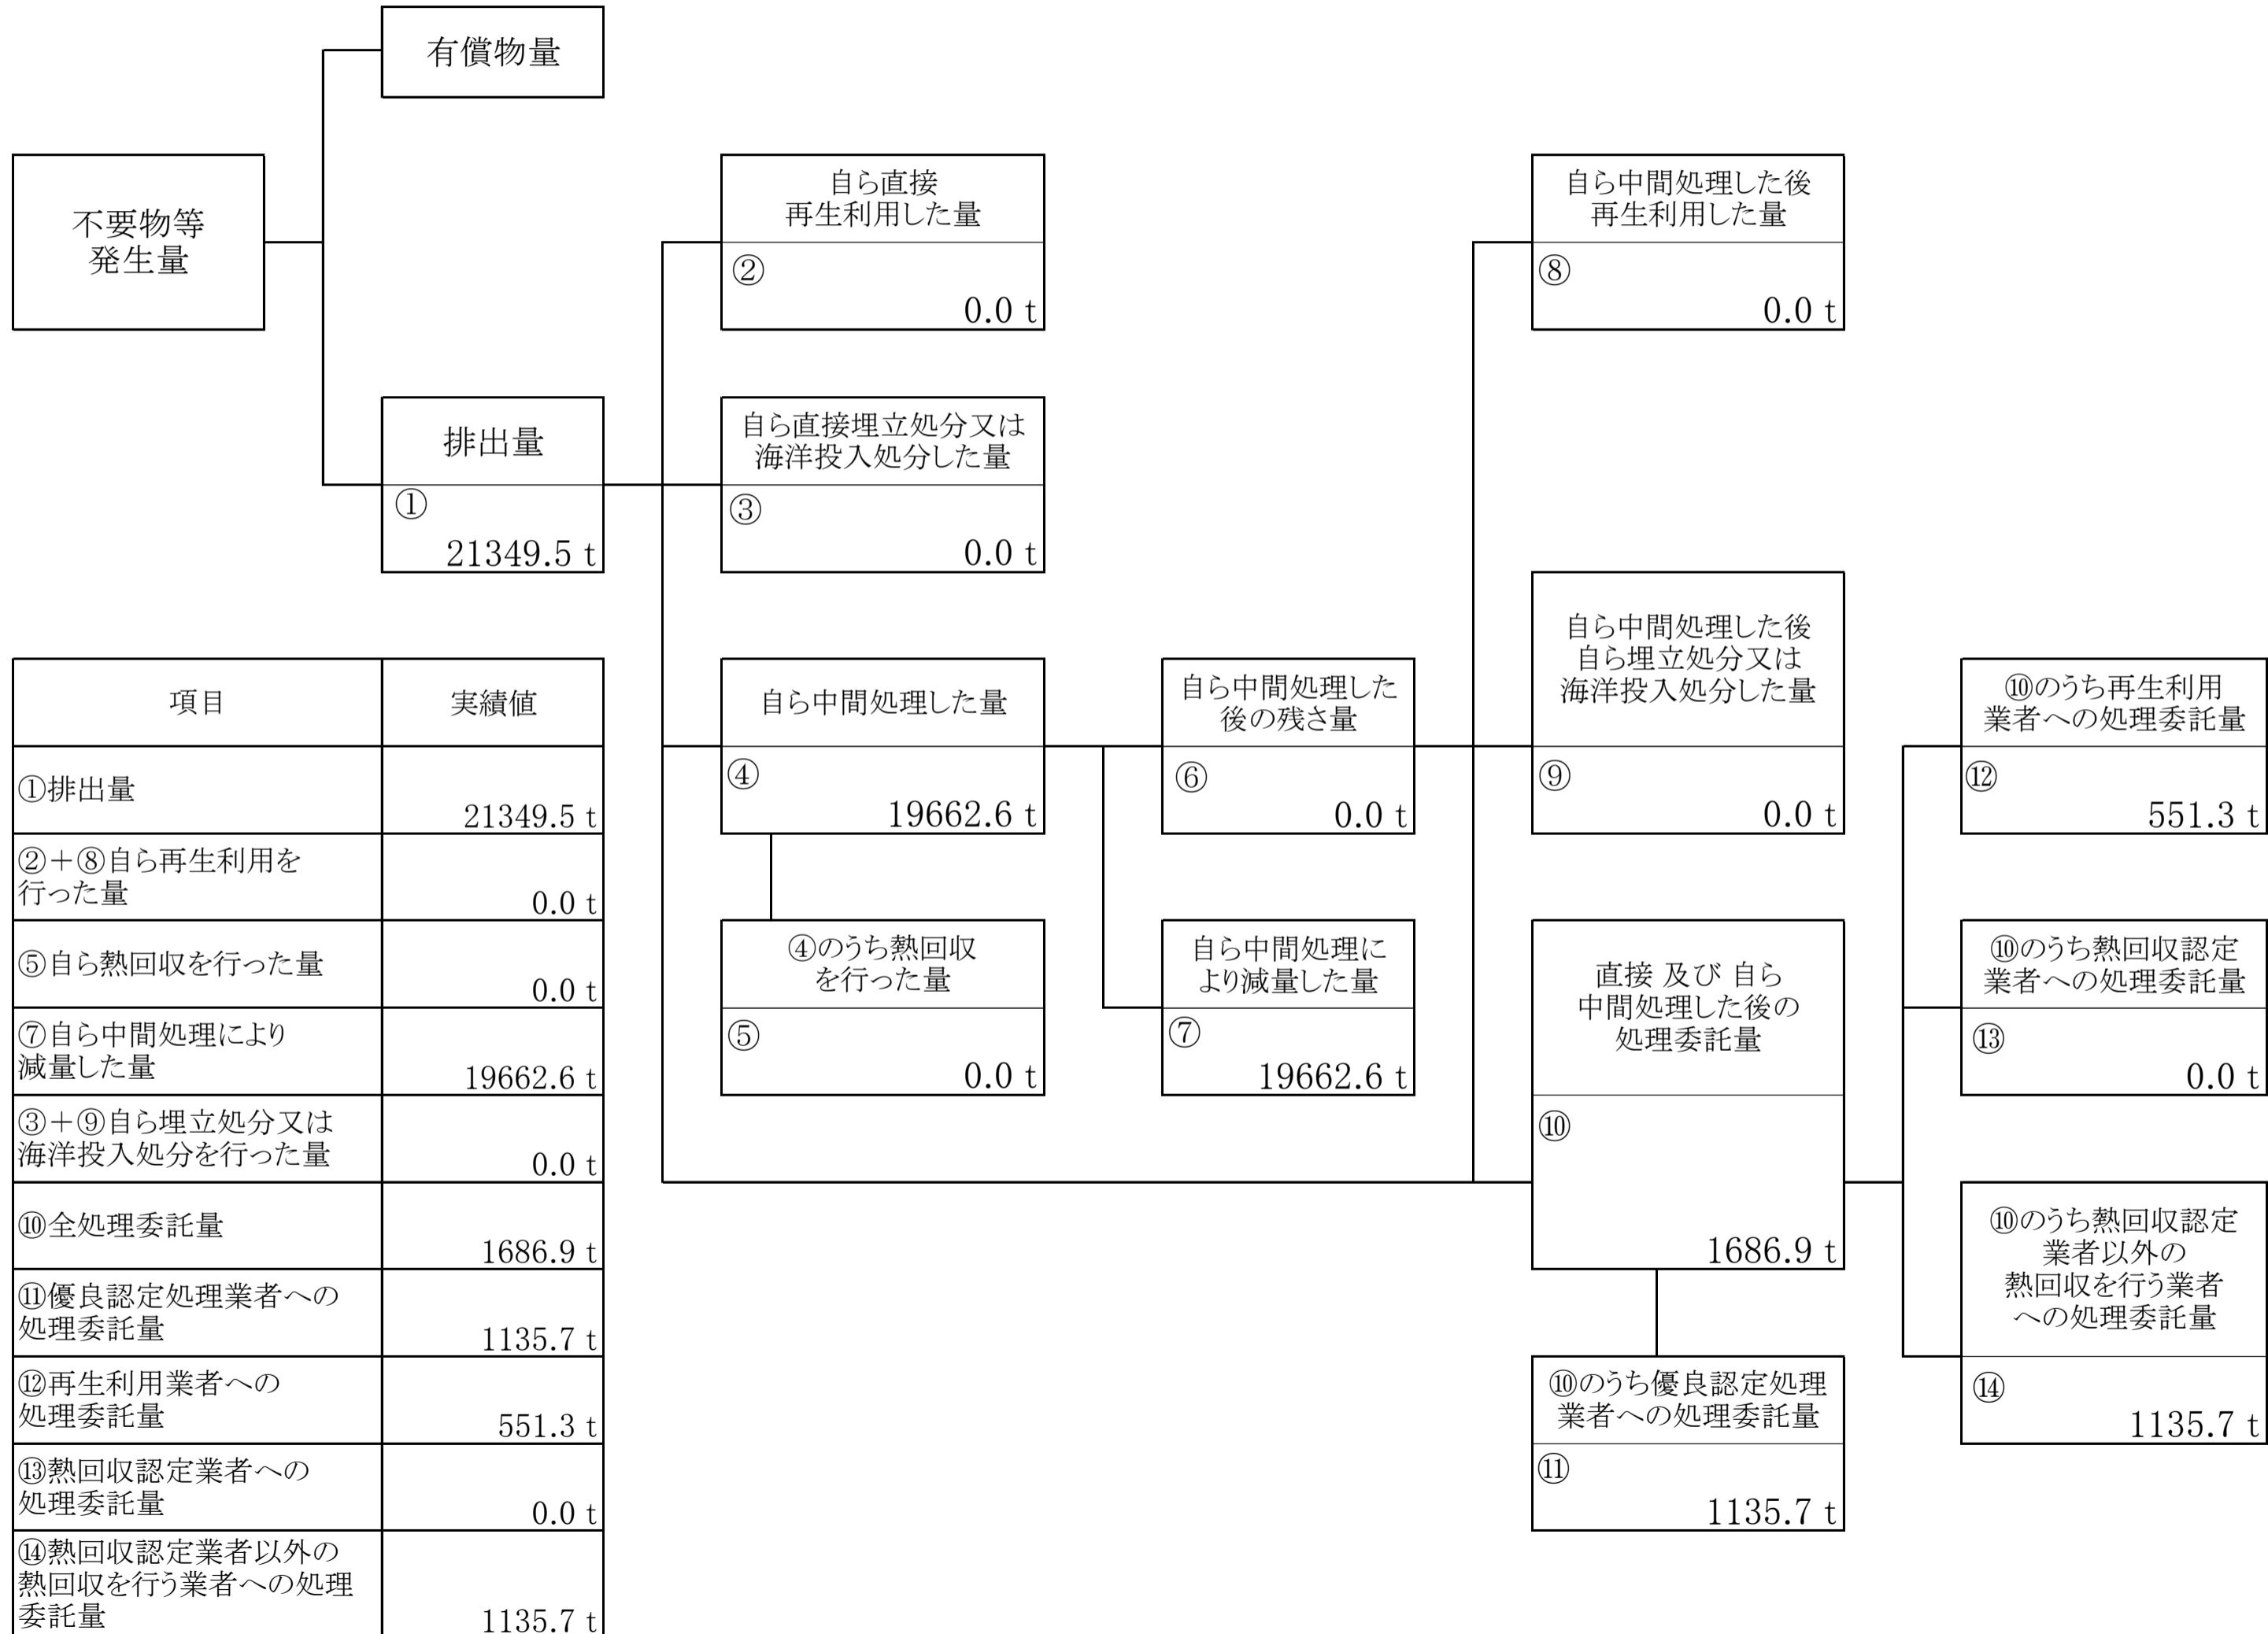 有償物量
不要物等
発生量
自ら直接
再生利用した量
②
0.0 t
自ら中間処理した後
再生利用した量
⑧
0.0 t
排出量
①
21349.5 t
自ら直接埋立処分又は
海洋投入処分した量
③
0.0 t
自ら中間処理した量
④
19662.6 t
自ら中間処理した
後の残さ量
⑥
0.0 t
自ら中間処理した後
自ら埋立処分又は
海洋投入処分した量
⑨
0.0 t
⑩のうち再生利用
業者への処理委託量
⑫
551.3 t
④のうち熱回収
を行った量
⑤
0.0 t
自ら中間処理に
より減量した量
⑦
19662.6 t
直接 及び 自ら
中間処理した後の
処理委託量
⑩
1686.9 t
⑩のうち熱回収認定
業者への処理委託量
⑬
0.0 t
⑩のうち熱回収認定
業者以外の
熱回収を行う業者
への処理委託量
⑭
1135.7 t
⑩のうち優良認定処理
業者への処理委託量
⑪
1135.7 t
項目 実績値
①排出量
21349.5 t
②＋⑧自ら再生利用を
行った量
0.0 t
⑤自ら熱回収を行った量
0.0 t
⑦自ら中間処理により
減量した量
19662.6 t
③＋⑨自ら埋立処分又は
海洋投入処分を行った量
0.0 t
⑩全処理委託量
1686.9 t
⑪優良認定処理業者への
処理委託量
1135.7 t
⑫再生利用業者への
処理委託量
551.3 t
⑬熱回収認定業者への
処理委託量
0.0 t
⑭熱回収認定業者以外の
熱回収を行う業者への処理
委託量
1135.7 t